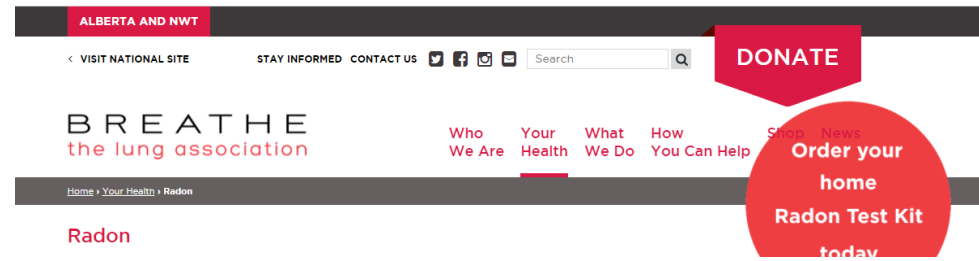 ALBERTA AND NWT
< VISIT NATIONAL SITE STAY INFORMED CONTACT US Search
DONATE
BREATHE
the lung association
Who We Are
Your Health
What We Do
How You Can Help
Shop
News
Home › Your Health › Radon
Order your
home
Radon Test Kit
today
Radon